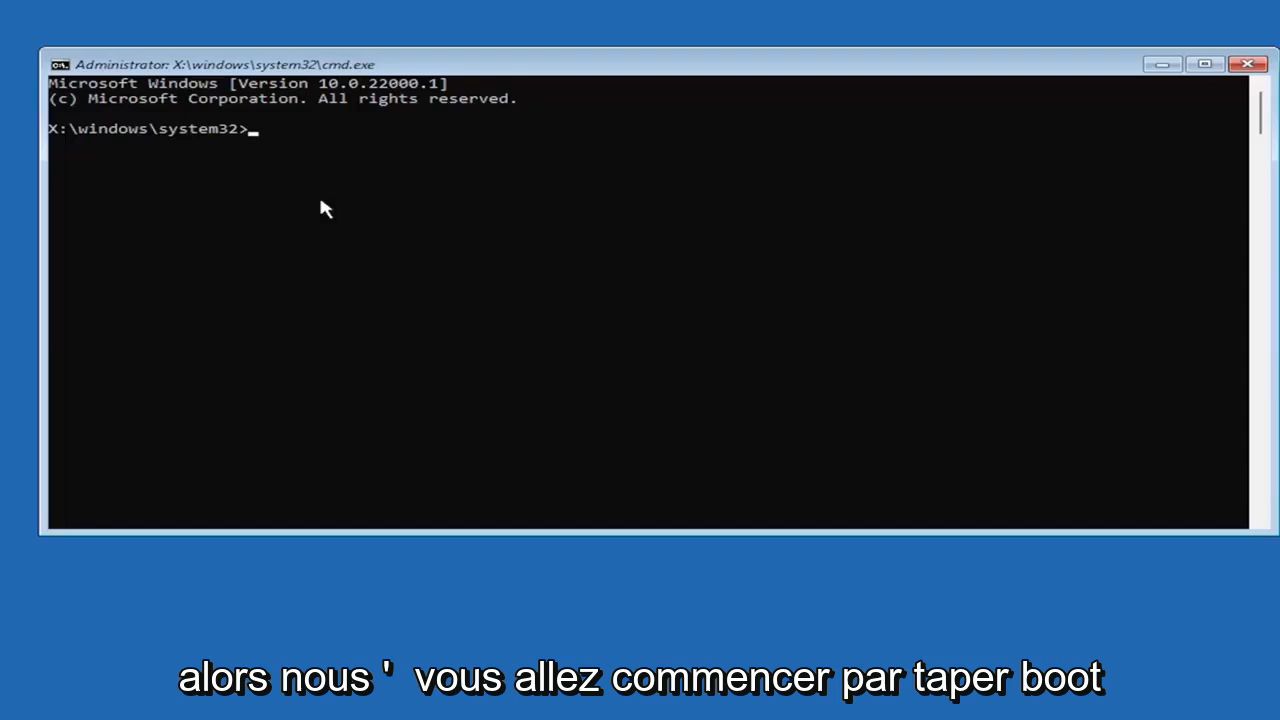 Administrator: X:\windows\system32\cmd.exe
Microsoft Windows [Version 10.0.22000.1]
(c) Microsoft Corporation. All rights reserved.
X:\windows\system32>_
alors nous ' vous allez commencer par taper boot